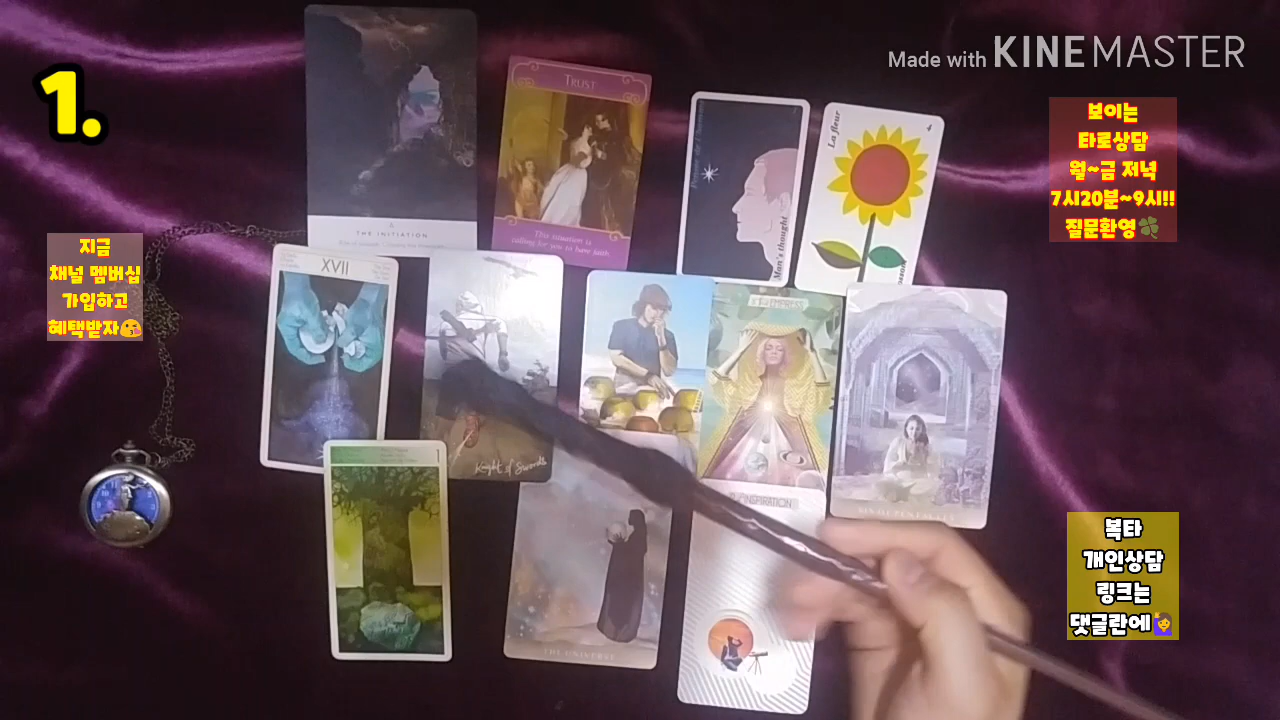 1.
Made with KINEMASTER
보이는
타로상담
월~금 저녁
7시20분~9시!!
질문환영🍀
지금
채널 멤버십
가입하고
혜택받자😘
THE INITIATION
TRUST
This situation is
calling for you to have faith.
Man's thought
La fleur
4
XVII
Knight of Swords
EMPRESS
1
THE UNIVERSE
INSPIRATION
복타
개인상담
링크는
댓글란에🙋‍♀️